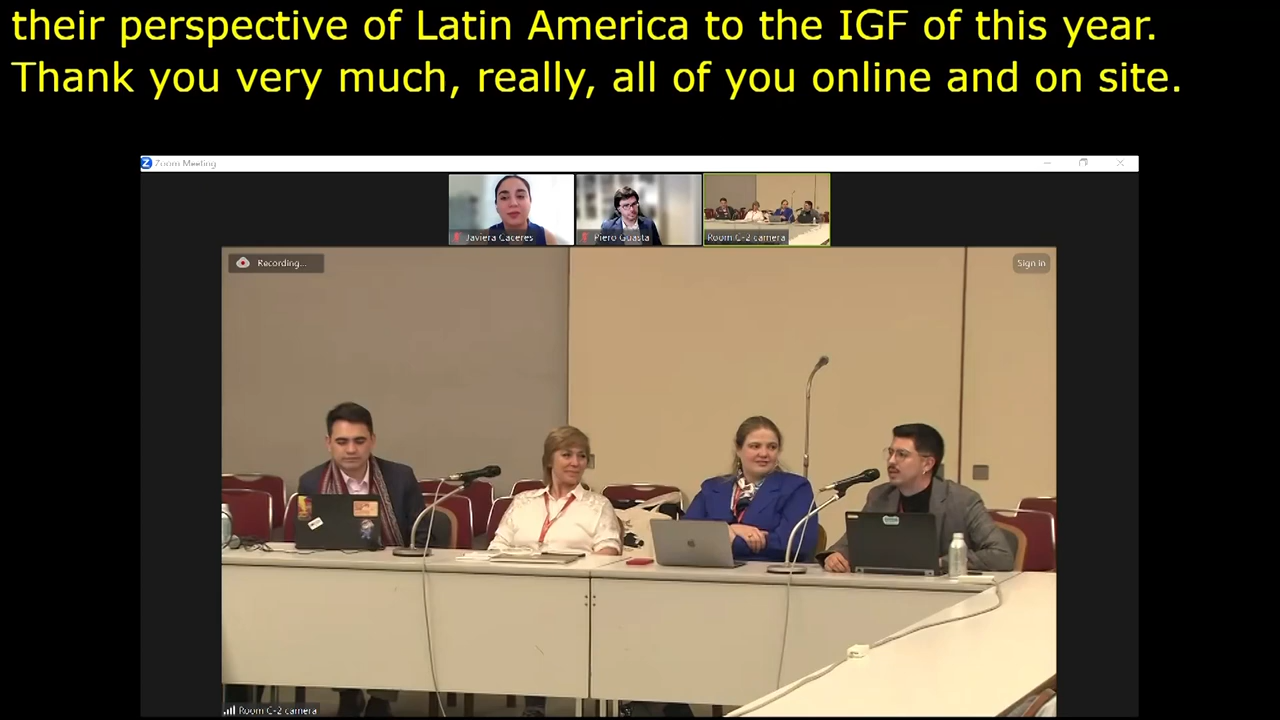 their perspective of Latin America to the IGF of this year.
Thank you very much, really, all of you online and on site.
Zoom Meeting
Javiera Caceres
Piero Guasta
Room C-2 camera
Recording...
Sign in
Room C-2 camera